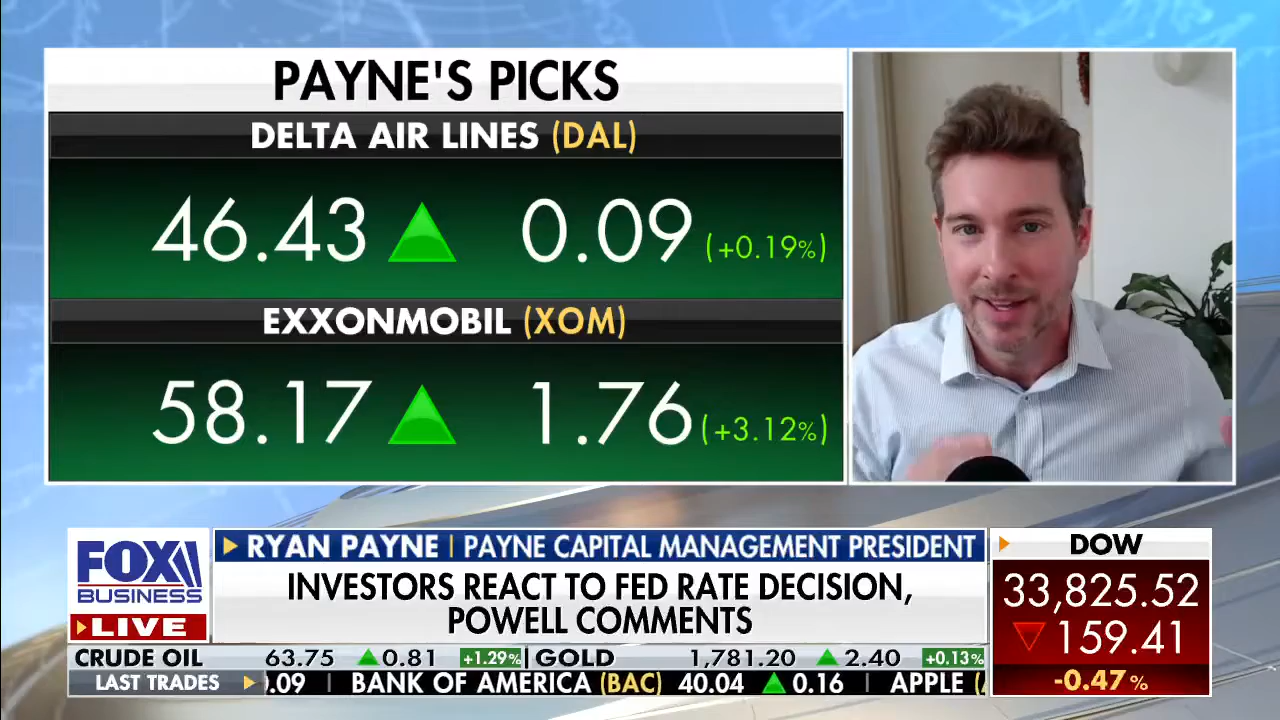 PAYNE'S PICKS
DELTA AIR LINES (DAL)
46.43 ▲ 0.09 (+0.19%)
EXXONMOBIL (XOM)
58.17 ▲ 1.76 (+3.12%)
FOX
BUSINESS
LIVE
RYAN PAYNE | PAYNE CAPITAL MANAGEMENT PRESIDENT
INVESTORS REACT TO FED RATE DECISION,
POWELL COMMENTS
DOW
33,825.52
▼ 159.41
-0.47%
CRUDE OIL 63.75 ▲ 0.81 +1.29% | GOLD 1,781.20 ▲ 2.40 +0.13%
LAST TRADES .09 | BANK OF AMERICA (BAC) 40.04 ▲ 0.16 | APPLE (